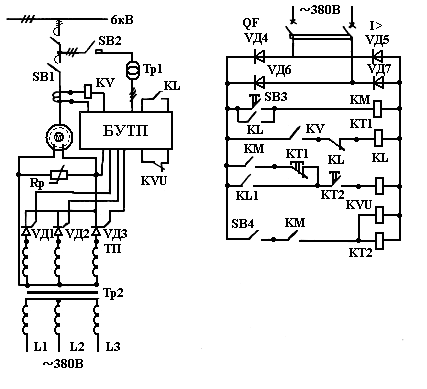 6кВ
SB2
Тр1
SB1
KV
KL
БУТП
KVU
Rp
VД1 VД2 VД3
ТП
Тр2
L1 L2 L3
~380В
~380В
QF I>
VД4 VД5
VД6 VД7
SB3 KM
KL
KV KT1
KL KL
KM KT1
KL1 KT2
KVU
SB4 KM
KT2